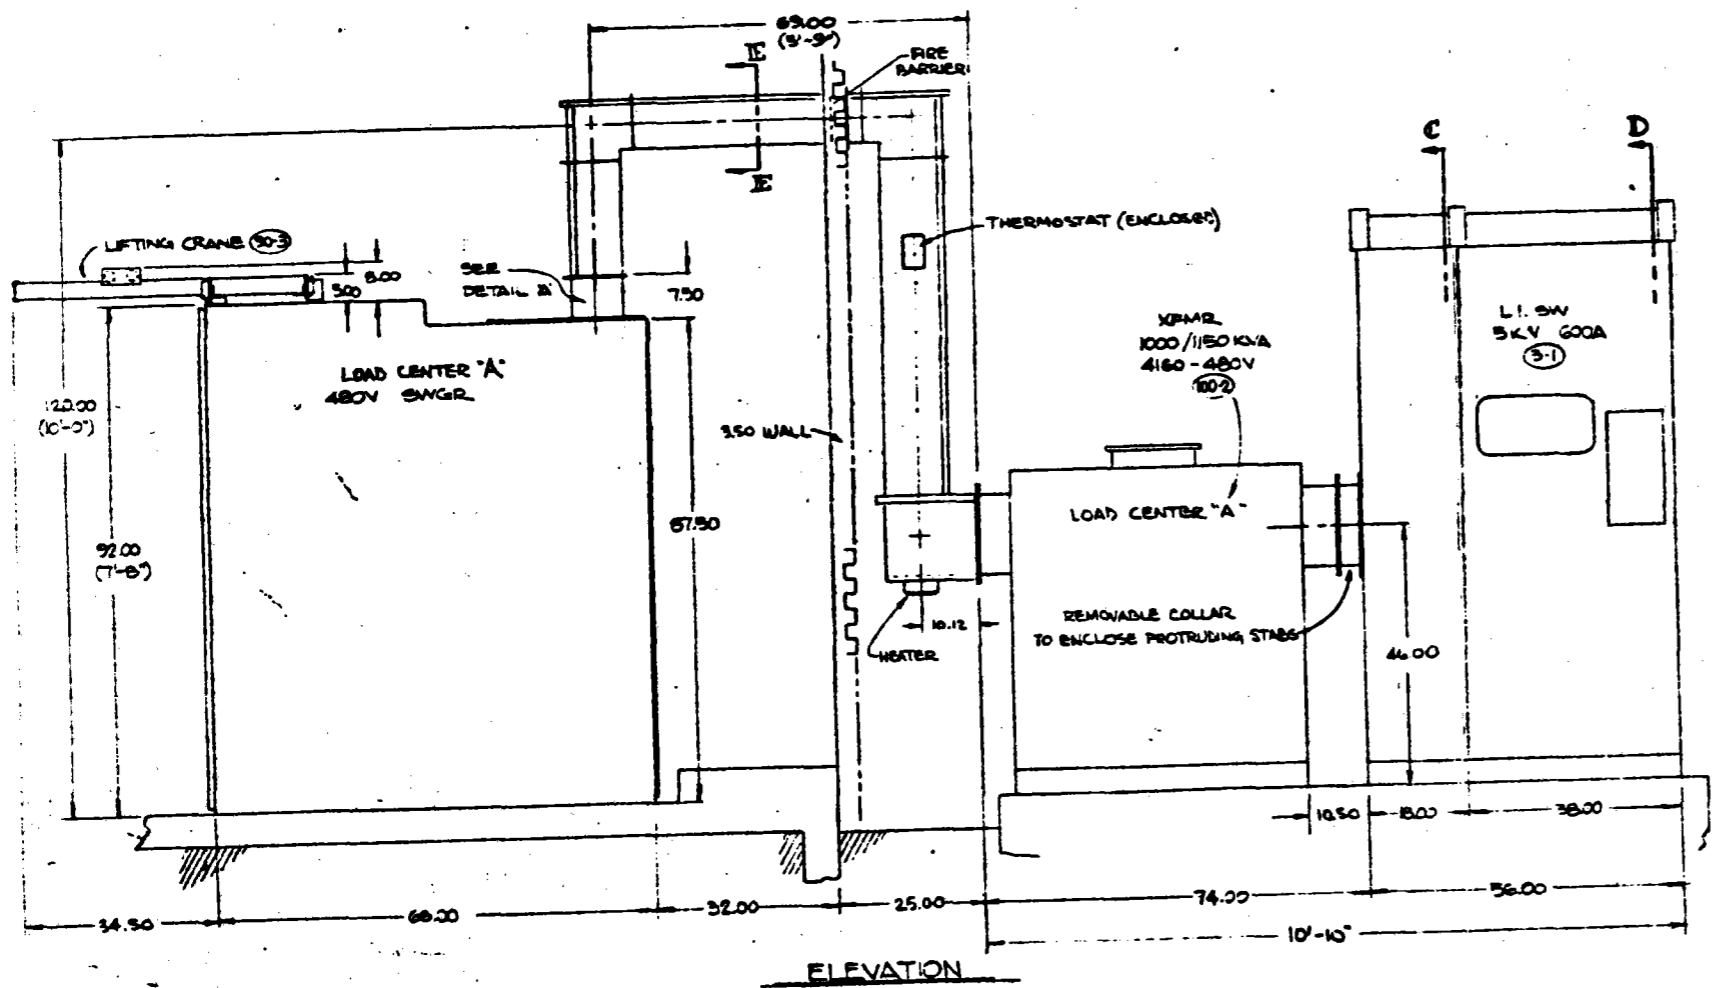 69.00
(5'-9")
E
FIRE
BARRIER
C
D
E
THERMOSTAT (ENCLOSED)
LIFTING CRANE
8.00
5.00
SEE
DETAIL "A"
7.50
L.I. SW
5KV 600A
3-1
XFMR
1000/1150 KVA
4160-480V
100-2
LOAD CENTER "A"
480V SWGR
120.00
(10'-0")
3.50 WALL
LOAD CENTER "A"
87.50
92.00
(7'-8")
REMOVABLE COLLAR
TO ENCLOSE PROTRUDING STABS
10.12
HEATER
46.00
10.50
18.00
38.00
34.50
68.00
32.00
25.00
74.00
56.00
10'-10"
ELEVATION